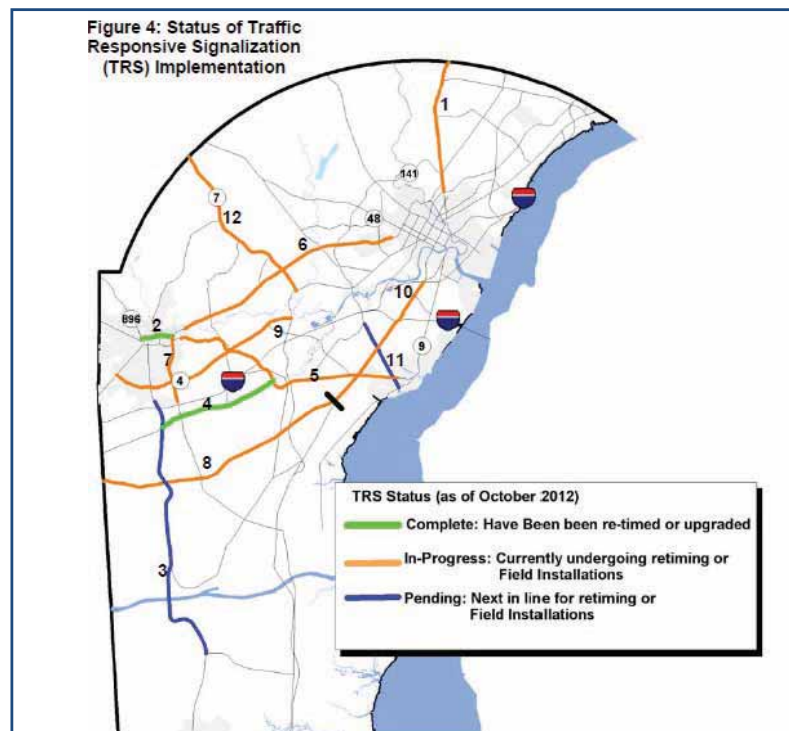 Figure 4: Status of Traffic
Responsive Signalization
(TRS) Implementation
1
141
7
48
12
6
10
896
2
9
7
9
11
5
4
4
8
3
TRS Status (as of October 2012)
Complete: Have Been been re-timed or upgraded
In-Progress: Currently undergoing retiming or
Field Installations
Pending: Next in line for retiming or
Field Installations